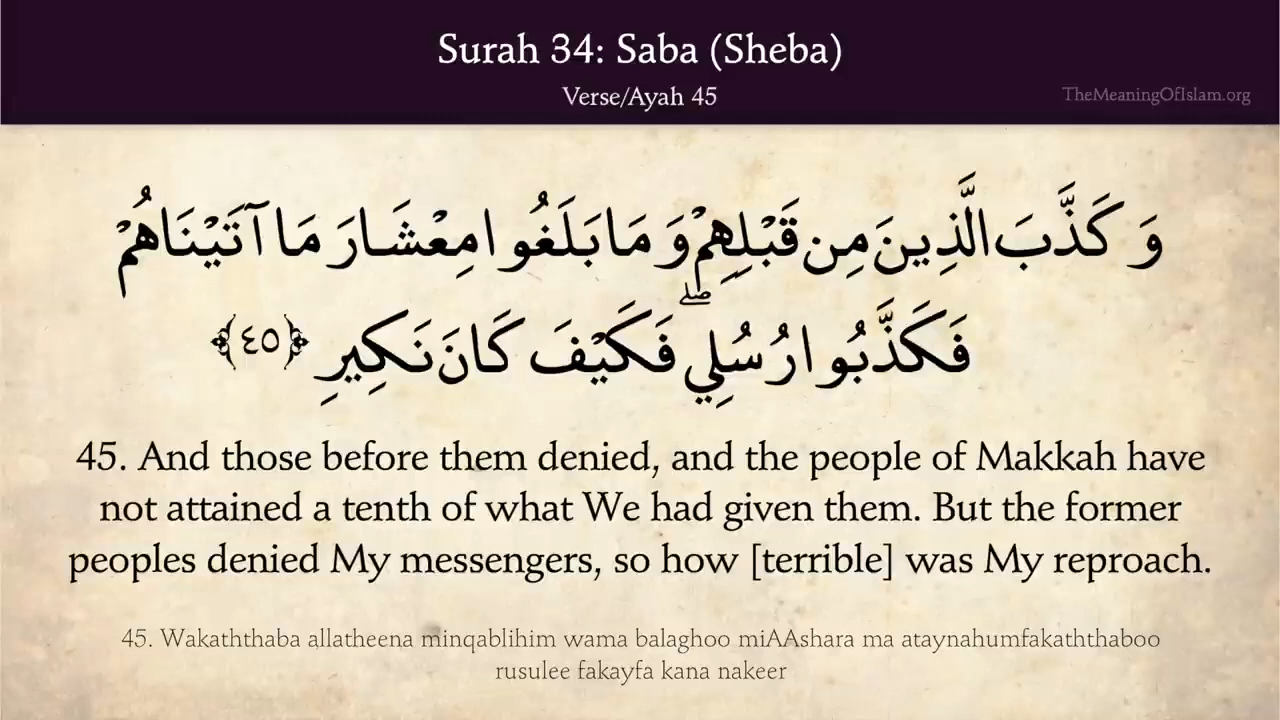 Surah 34: Saba (Sheba)
Verse/Ayah 45
TheMeaningOfIslam.org
وَكَذَّبَ الَّذِينَ مِن قَبْلِهِمْ وَمَا بَلَغُوا مِعْشَارَ مَا آتَيْنَاهُمْ
فَكَذَّبُوا رُسُلِي ۖ فَكَيْفَ كَانَ نَكِيرِ ﴿٤٥﴾
45. And those before them denied, and the people of Makkah have
not attained a tenth of what We had given them. But the former
peoples denied My messengers, so how [terrible] was My reproach.
45. Wakaththaba allatheena minqablihim wama balaghoo miAAshara ma ataynahumfakaththaboo
rusulee fakayfa kana nakeer